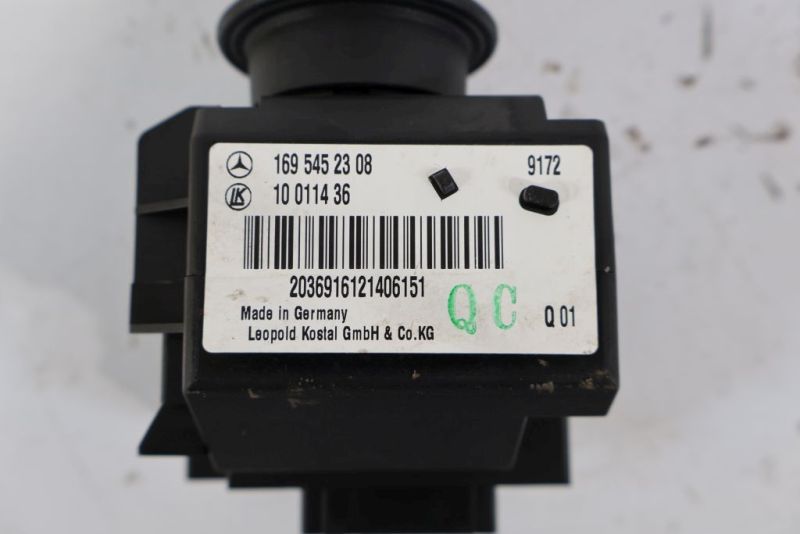 169 545 23 08 9172
LK 10 0114 36
2036916121406151
Made in Germany QC Q 01
Leopold Kostal GmbH & Co.KG